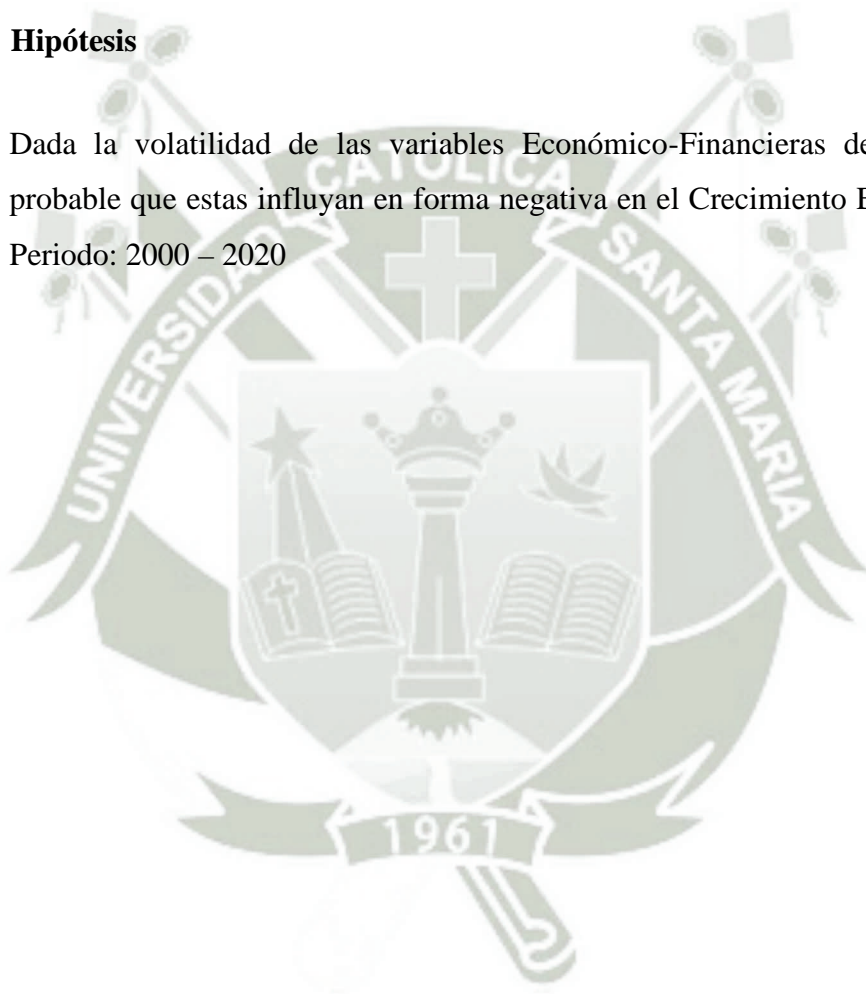 Hipótesis
Dada la volatilidad de las variables Económico-Financieras de
probable que estas influyan en forma negativa en el Crecimiento E
Periodo: 2000 – 2020
UNIVERSIDAD CATOLICA SANTA MARIA
1961